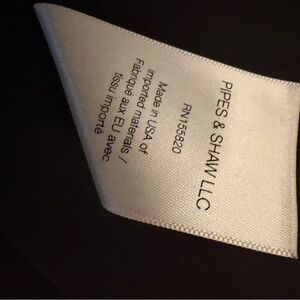 PIPES & SHAW LLC
RN155820
Made in USA of
imported materials /
Fabriqué aux EU avec
tissu importé